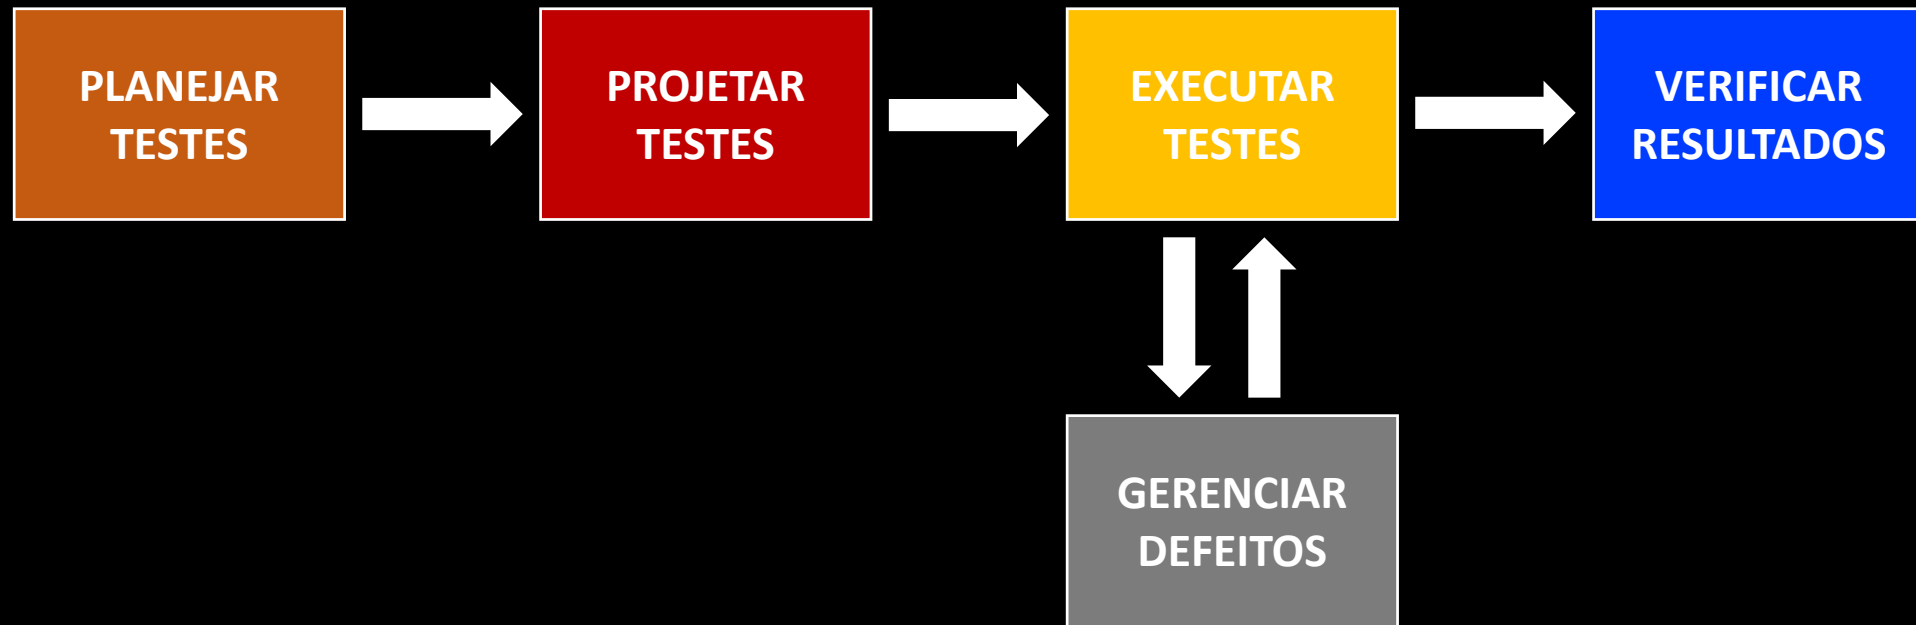 PLANEJAR
TESTES
PROJETAR
TESTES
EXECUTAR
TESTES
VERIFICAR
RESULTADOS
GERENCIAR
DEFEITOS